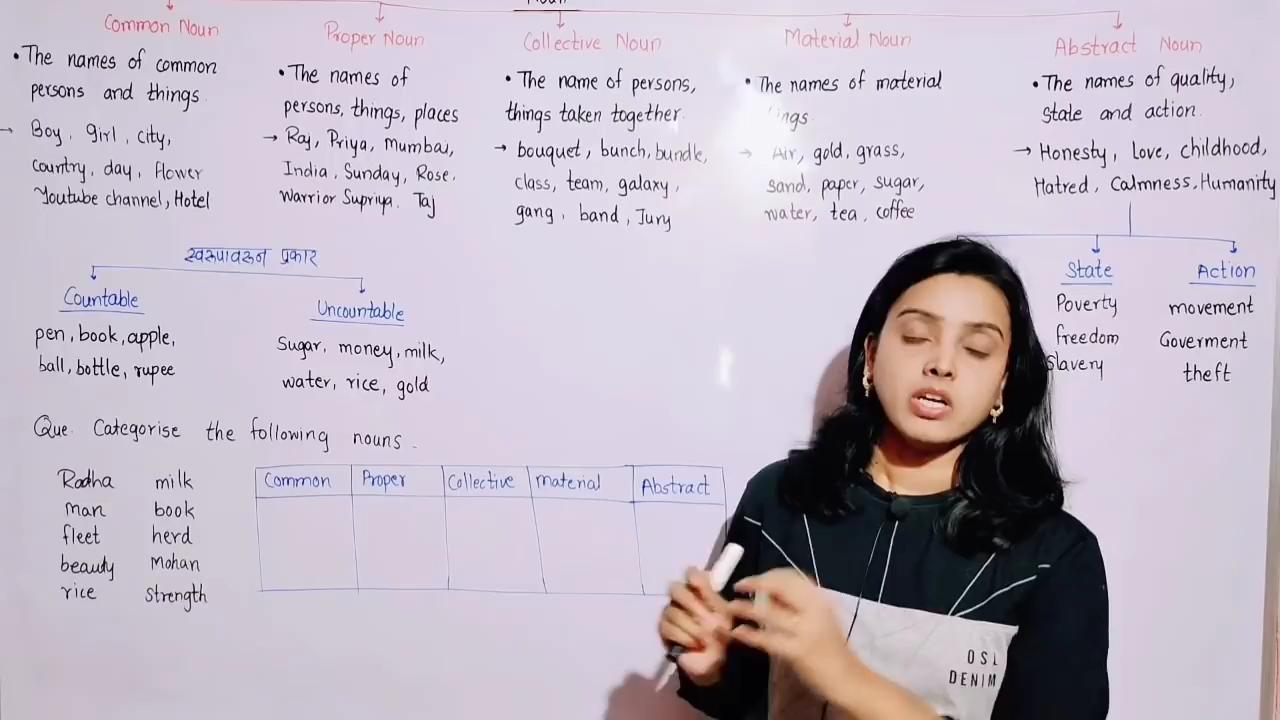 Noun
Common Noun
• The names of common
persons and things.
→ Boy, girl, city,
country, day, flower
Youtube channel, Hotel
Proper Noun
• The names of
persons, things, places
→ Raj, Priya, Mumbai,
India, Sunday, Rose,
Warrior Supriya. Taj
Collective Noun
• The name of persons,
things taken together.
→ bouquet, bunch, bundle,
class, team, galaxy,
gang, band, Jury
Material Noun
• The names of material
→ Air, gold, grass,
sand, paper, sugar,
water, tea, coffee
Abstract Noun
• The names of quality,
state and action.
→ Honesty, Love, childhood,
Hatred, Calmness, Humanity
State
Poverty
freedom
Slavery
Action
movement
Goverment
theft
स्वरूपावरून प्रकार
Countable
pen, book, apple,
ball, bottle, rupee
Uncountable
Sugar, money, milk,
water, rice, gold
Que. Categorise the following nouns.
Radha milk
man book
fleet herd
beauty Mohan
rice strength
Common Proper Collective material Abstract
OSL
DENIM